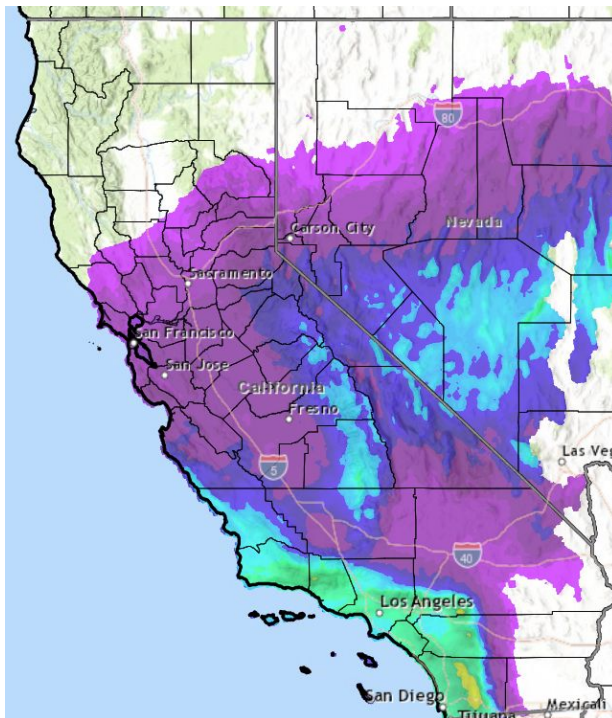 80
Carson City
Nevada
Sacramento
San Francisco
San Jose
California
Fresno
5
Las Veg
40
Los Angeles
San Diego
Tijuana
Mexicali